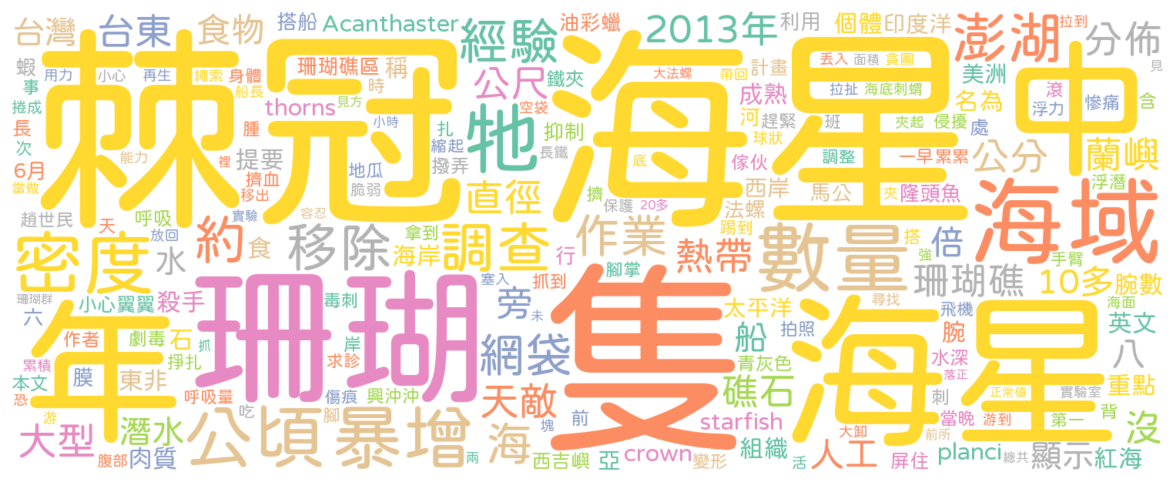 棘冠海星
中
珊瑚
隻
年
海星
海域
密度
數量
公頃
暴增
調查
移除
作業
牠
經驗
澎湖
2013年
分佈
台灣
台東
食物
搭船
Acanthaster
油彩蠟
利用
個體
印度洋
拉到
見
蝦
事
用力
小心
再生
繩索
身體
船長
珊瑚礁區
稱
時
公尺
鐵夾
大法螺
帶回
計畫
成熟
河
趕緊
班
球狀
丟入
面積
貪圖
拉扯
海底刺蝟
夾起
侵擾
美洲
名為
處
滾
浮力
慘痛
含
捲成
長
次
6月
當做
能力
裡
thorns
見方
小時
腫
提要
擠血
移出
地瓜
脆弱
縮起
撥弄
扎
空袋
抑制
長鐵
傢伙
調整
一早
累累
公分
蘭嶼
浮潛
趙世民
天
呼吸
放回
實驗
容忍
約
食
直徑
擠
底
保護
20多
西岸
法螺
踢到
馬公
夾
隆頭魚
搭
強
倍
手臂
水
海岸
拿到
行
熱帶
腳掌
塞入
抓到
珊瑚礁
10多
腕數
珊瑚群
小心翼翼
殺手
毒刺
旁
未
太平洋
尋找
飛機
海面
六
作者
劇毒
石
岸
抓
求診
掙扎
網袋
船
拍照
腕
英文
八
累積
本文
恐
膜
東非
呼吸量
傷痕
興沖沖
天敵
礁石
青灰色
水深
落正
正常值
實驗室
重點
游
大型
潛水
腹部
肉質
吃
腳
塊
前
兩
海
西吉嶼
亞
starfish
crown
組織
變形
活
大卸
人工
刺
當晚
前所
屏住
游到
planci
總共
第一
背
顯示
紅海
沒